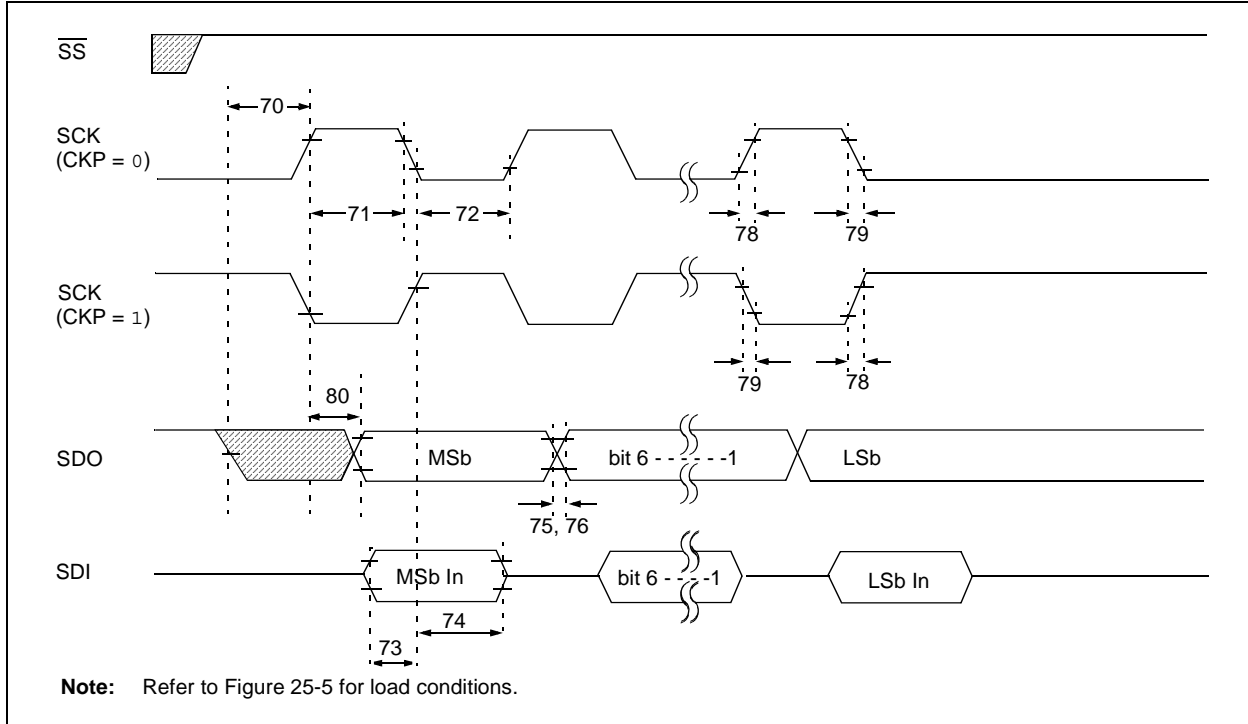 SS
70
SCK
(CKP = 0)
71
72
78
79
SCK
(CKP = 1)
79
78
80
SDO
MSb
bit 6 - - - - - -1
LSb
75, 76
SDI
MSb In
bit 6 - - - - -1
LSb In
74
73
Note: Refer to Figure 25-5 for load conditions.